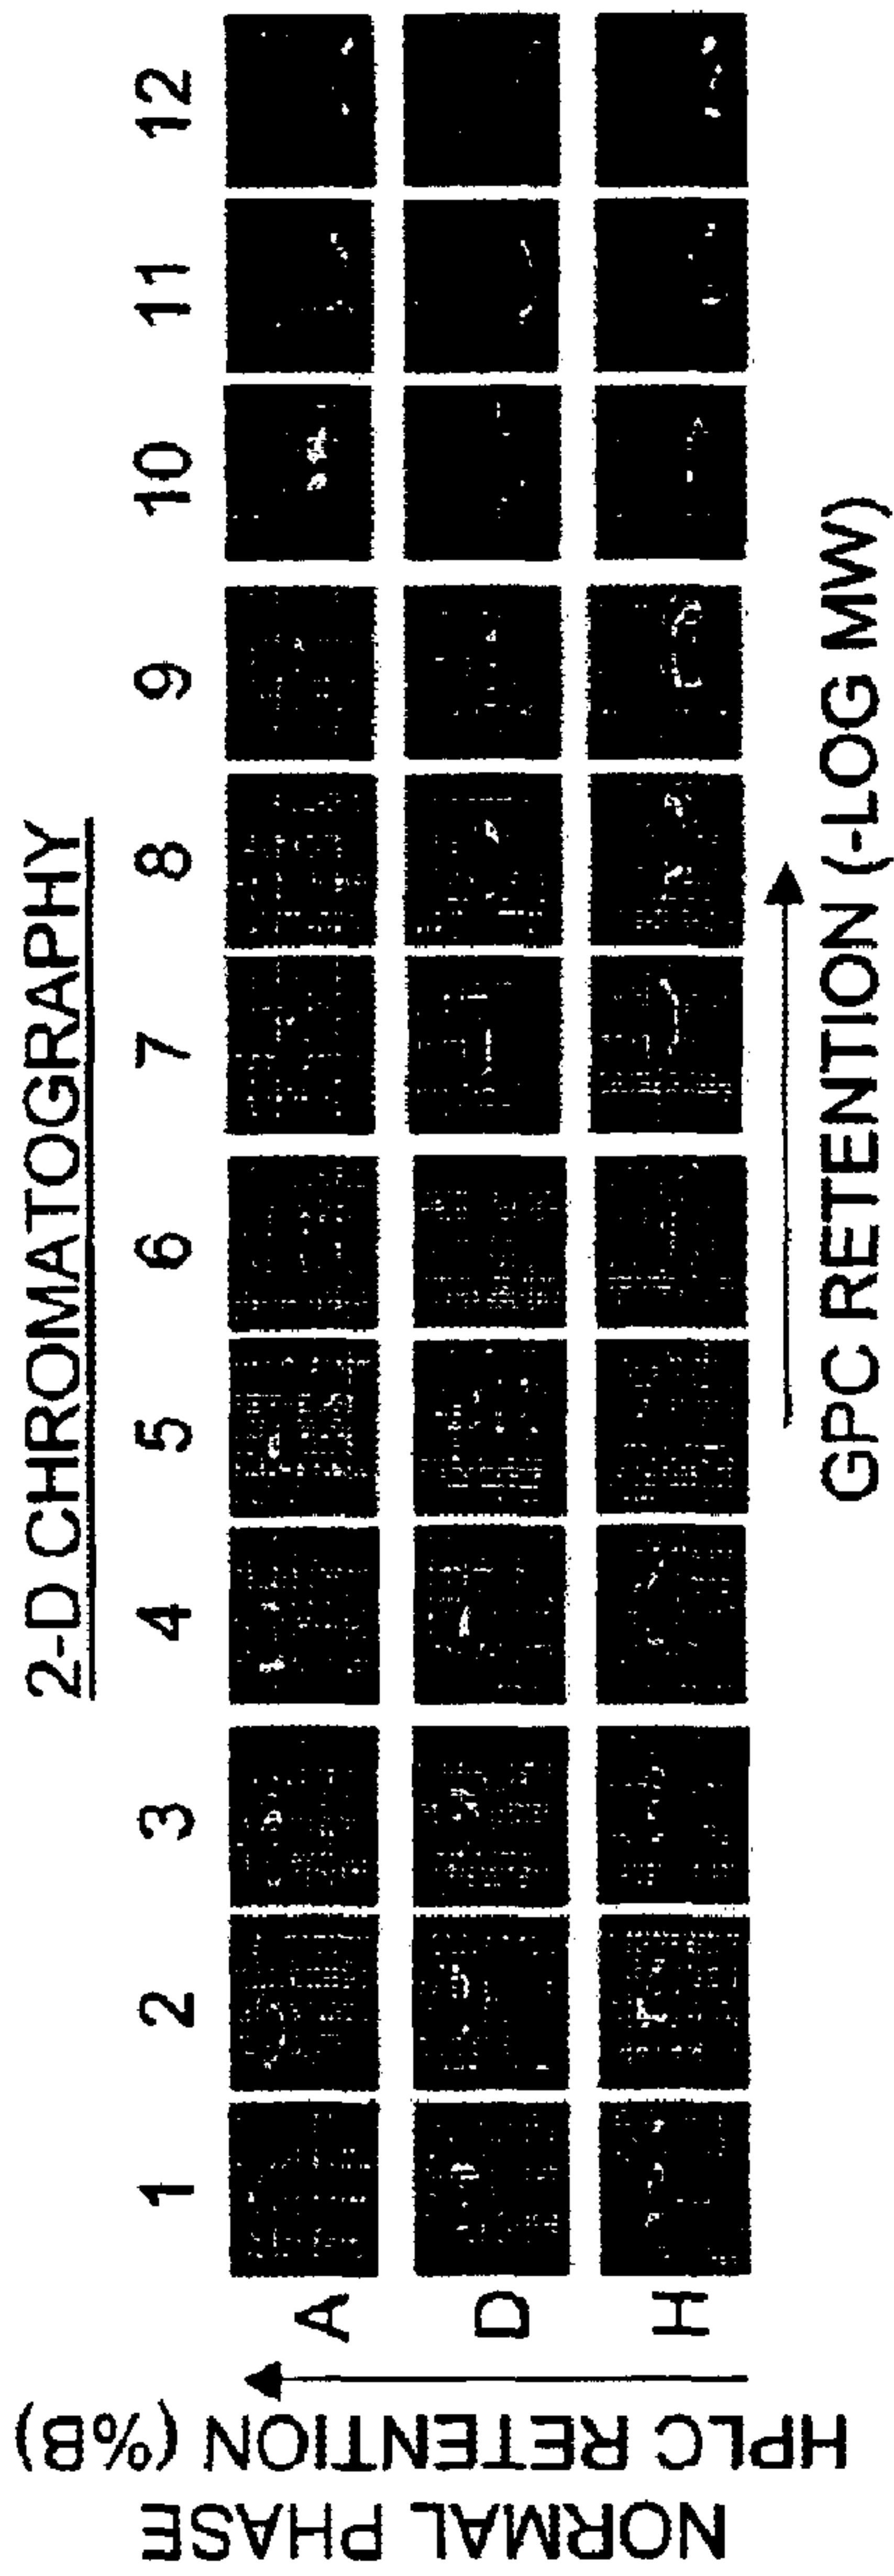 2-D CHROMATOGRAPHY
1 2 3 4 5 6 7 8 9 10 11 12
A
D
H
NORMAL PHASE
HPLC RETENTION (%B)
GPC RETENTION (-LOG MW)